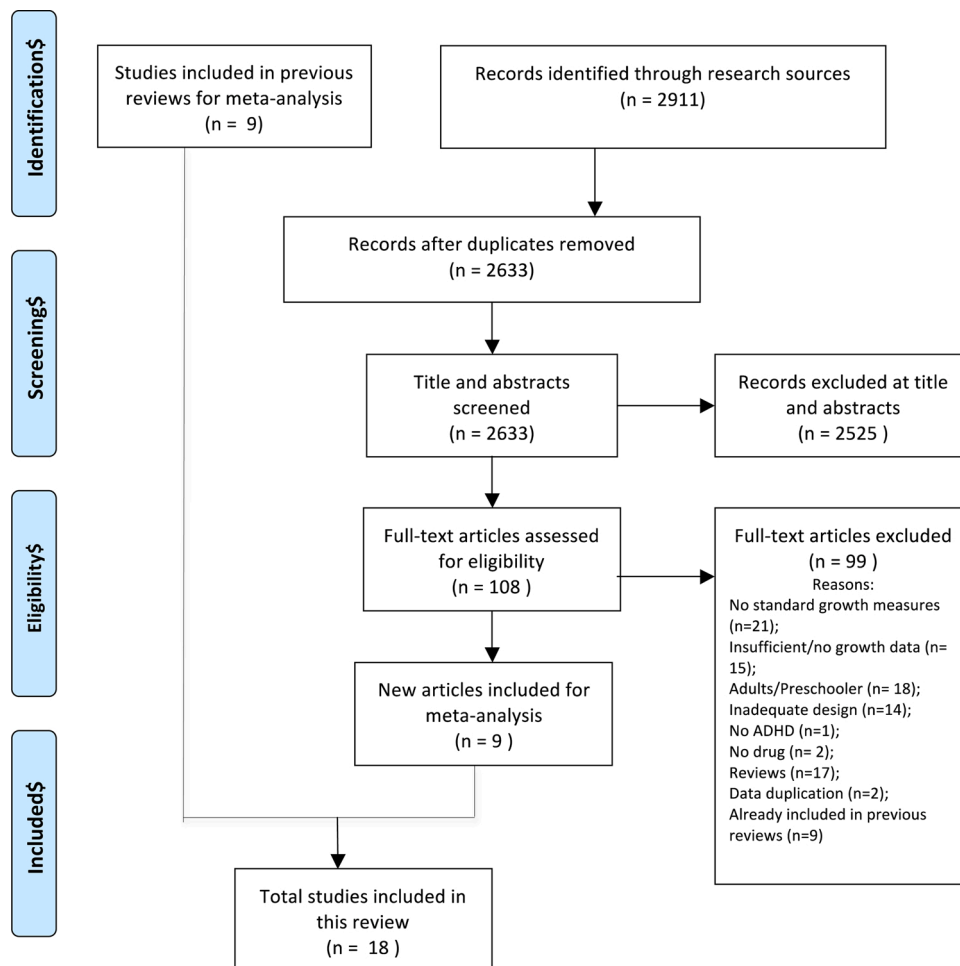 Identification$
Studies included in previous
reviews for meta-analysis
(n =  9)
Records identified through research sources
(n = 2911)
Screening$
Records after duplicates removed
(n = 2633)
Title and abstracts
screened
(n = 2633)
Records excluded at title
and abstracts
(n = 2525 )
Eligibility$
Full-text articles assessed
for eligibility
(n = 108 )
Full-text articles excluded
(n = 99 )
Reasons:
No standard growth measures
(n=21);
Insufficient/no growth data (n=
15);
Adults/Preschooler (n= 18);
Inadequate design (n=14);
No ADHD (n=1);
No drug (n= 2);
Reviews (n=17);
Data duplication (n=2);
Already included in previous
reviews (n=9)
New articles included for
meta-analysis
(n = 9 )
Included$
Total studies included in
this review
(n =  18 )